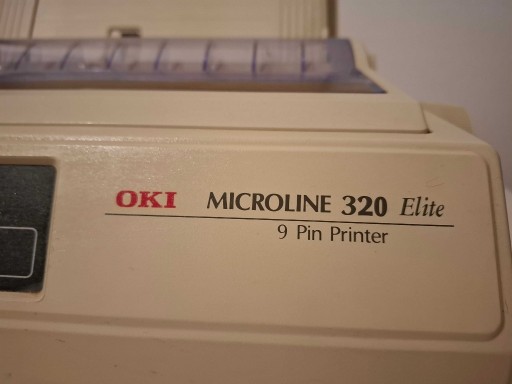 OKI MICROLINE 320 Elite
9 Pin Printer